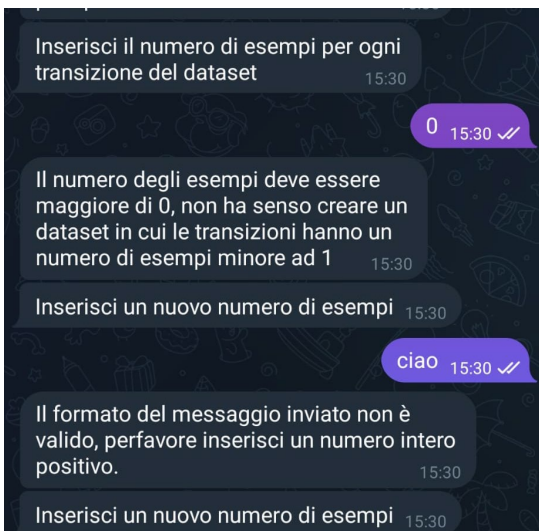 Inserisci il numero di esempi per ogni
transizione del dataset 15:30
0 15:30
Il numero degli esempi deve essere
maggiore di 0, non ha senso creare un
dataset in cui le transizioni hanno un
numero di esempi minore ad 1 15:30
Inserisci un nuovo numero di esempi 15:30
ciao 15:30
Il formato del messaggio inviato non è
valido, perfavore inserisci un numero intero
positivo. 15:30
Inserisci un nuovo numero di esempi 15:30